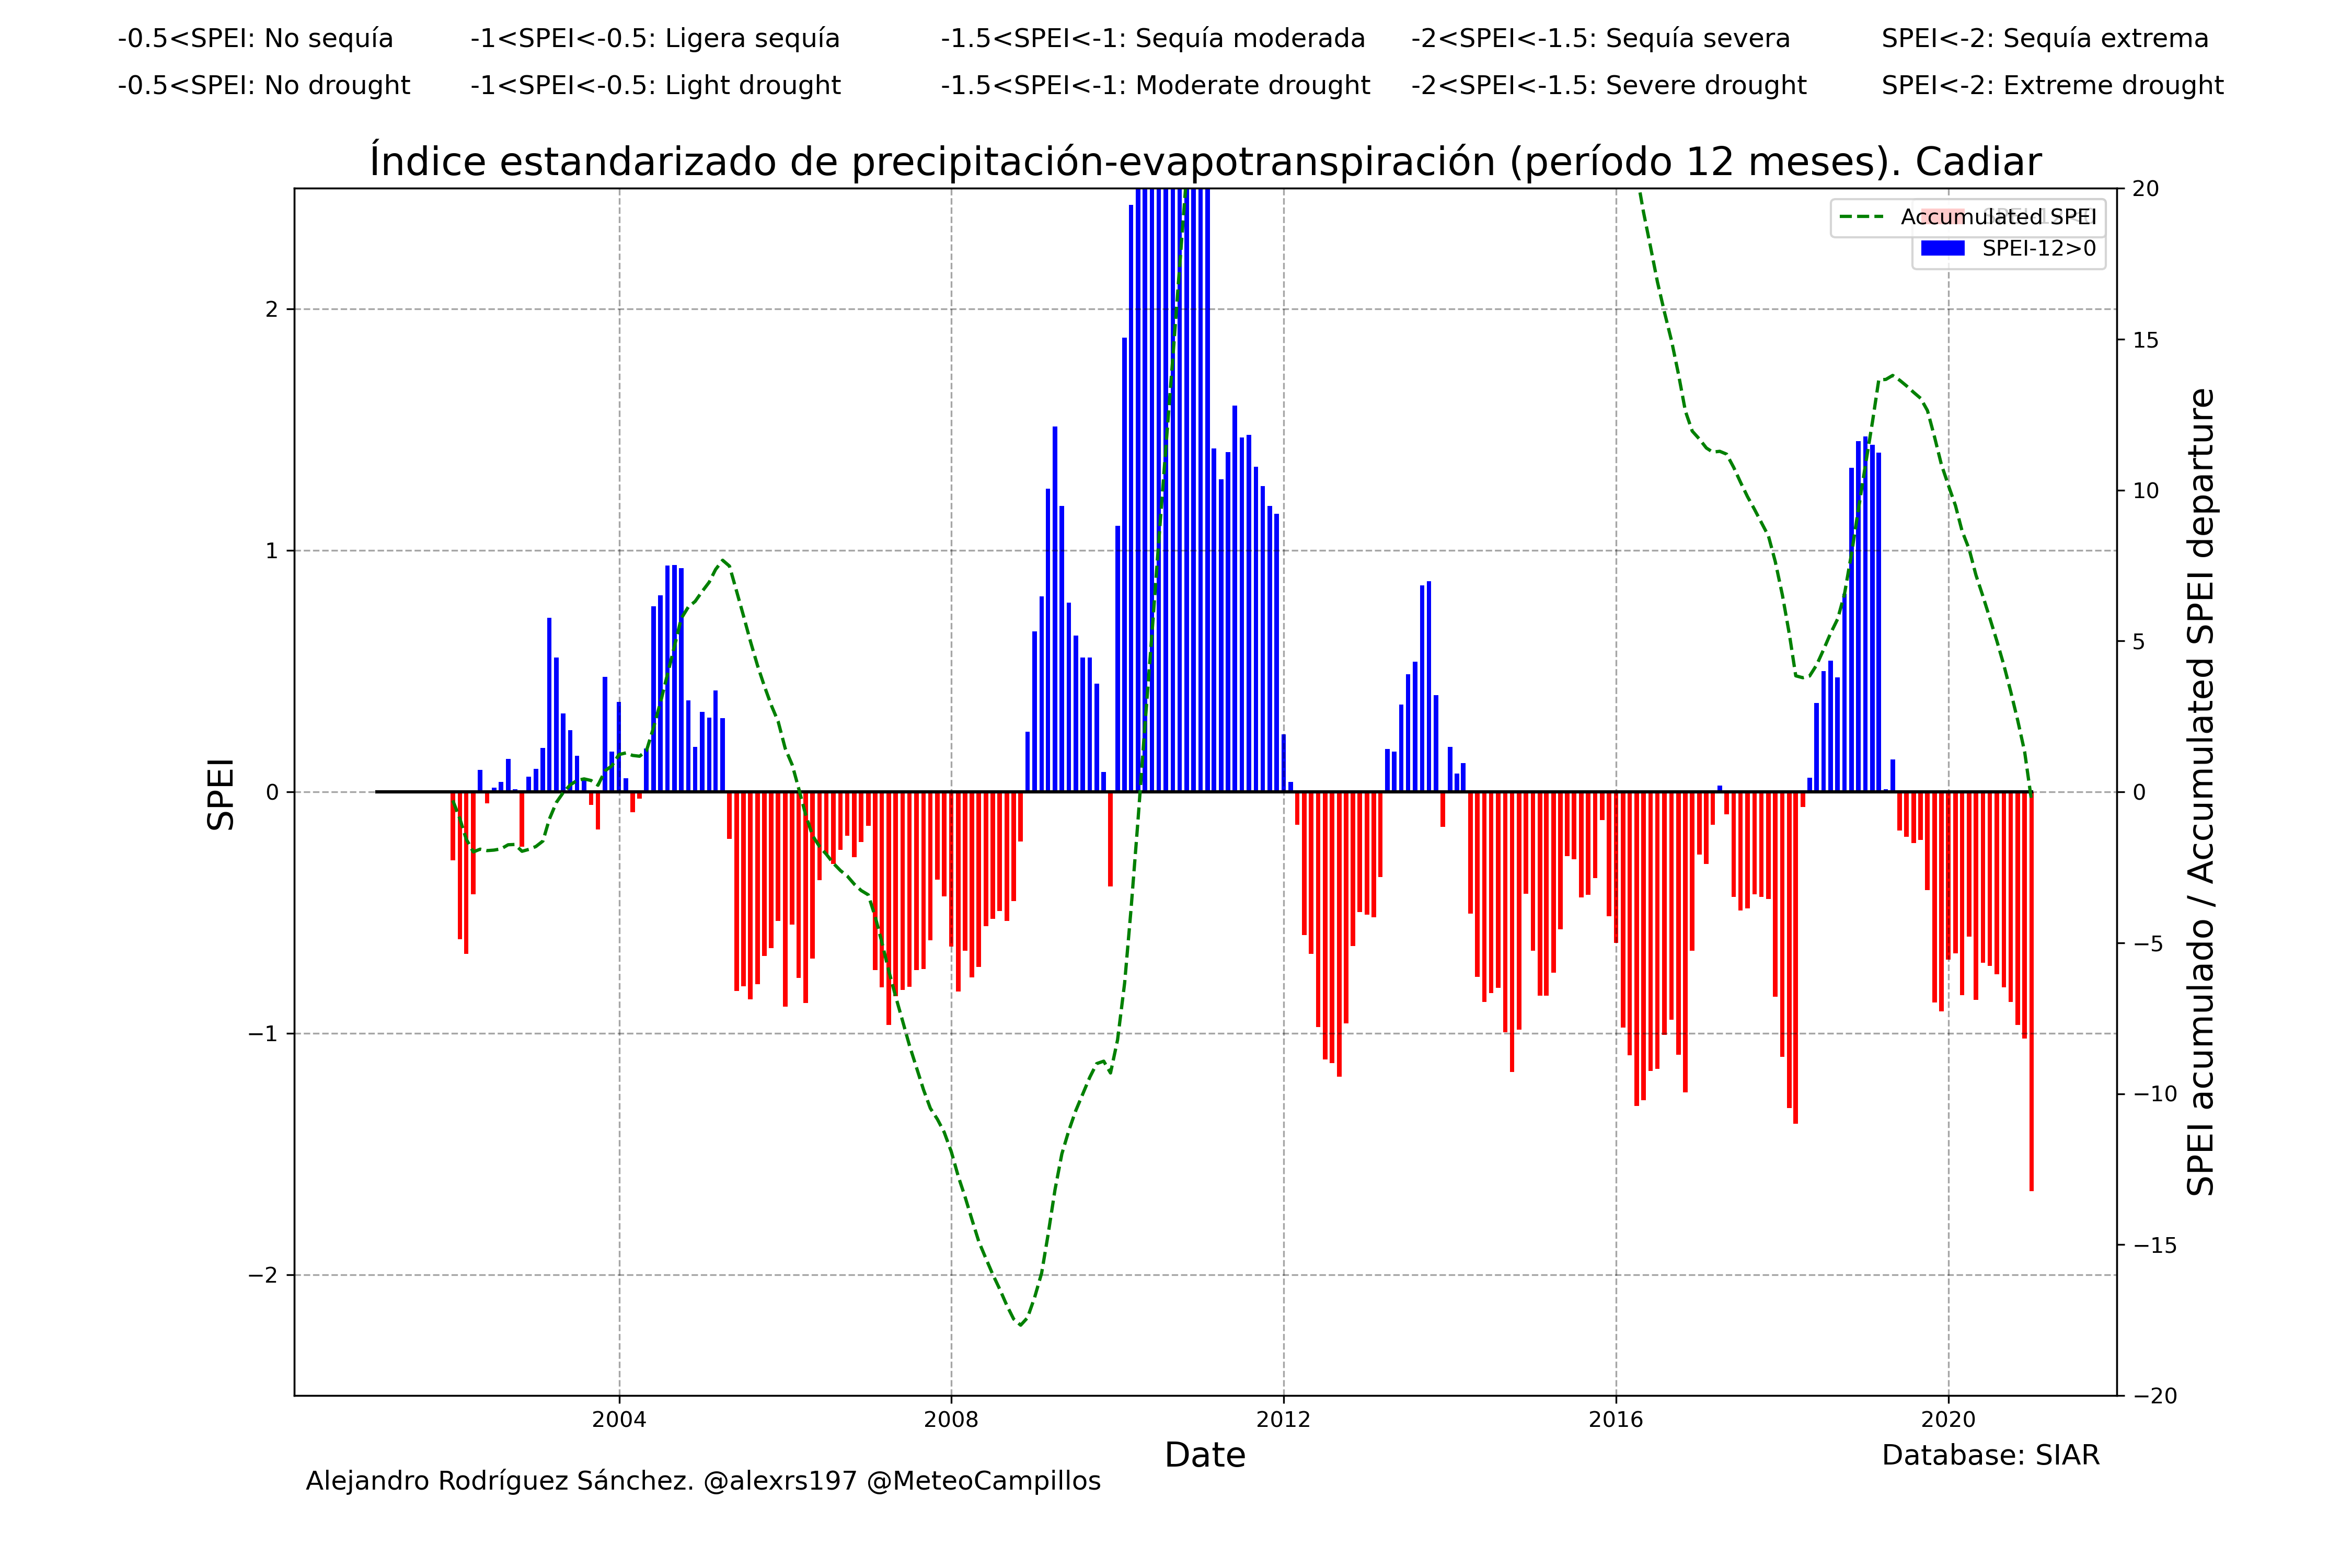 -0.5<SPEI: No sequía -1<SPEI<-0.5: Ligera sequía -1.5<SPEI<-1: Sequía moderada -2<SPEI<-1.5: Sequía severa SPEI<-2: Sequía extrema
-0.5<SPEI: No drought -1<SPEI<-0.5: Light drought -1.5<SPEI<-1: Moderate drought -2<SPEI<-1.5: Severe drought SPEI<-2: Extreme drought
Índice estandarizado de precipitación-evapotranspiración (período 12 meses). Cadiar
Accumulated SPEI
SPEI-12>0
SPEI
2
1
0
−1
−2
20
15
10
5
0
−5
−10
−15
−20
SPEI acumulado / Accumulated SPEI departure
2004 2008 2012 2016 2020
Date
Database: SIAR
Alejandro Rodríguez Sánchez. @alexrs197 @MeteoCampillos